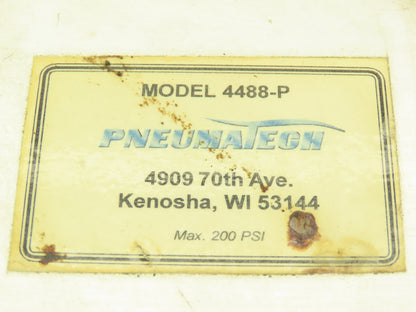 MODEL 4488-P
PNEUMATECH
4909 70th Ave.
Kenosha, WI 53144
Max. 200 PSI